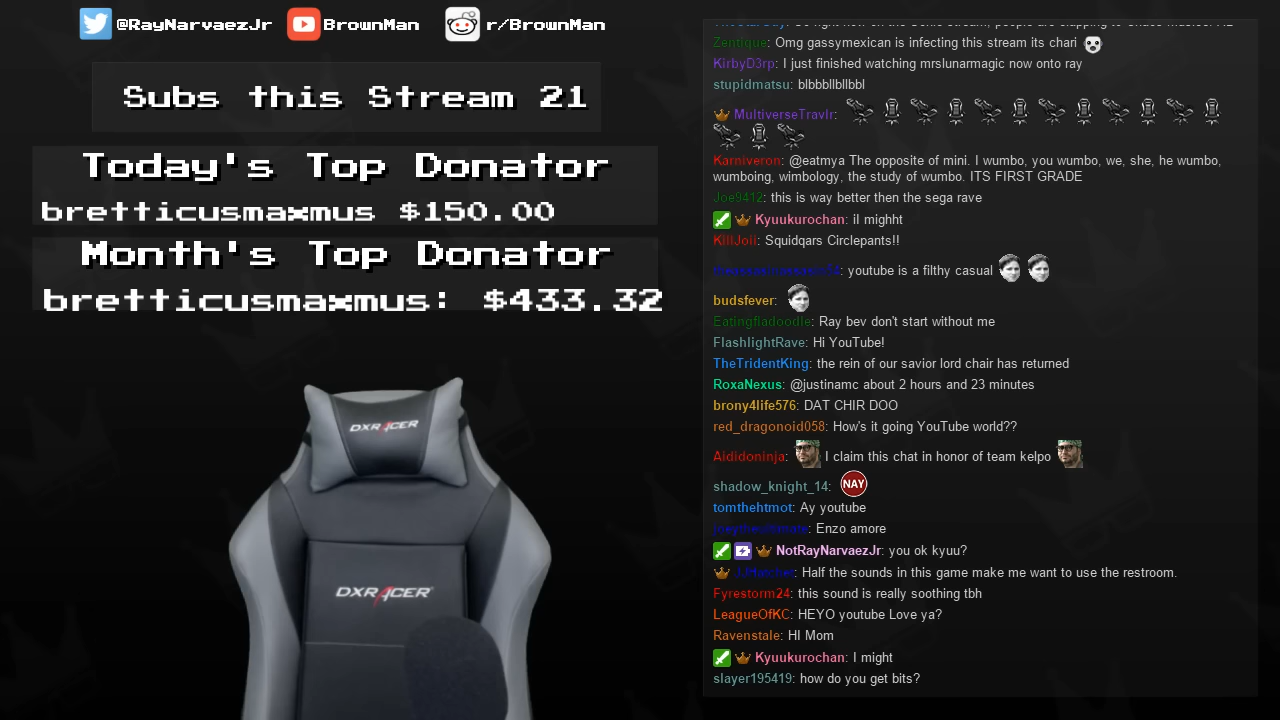 @RayNarvaezJr BrownMan r/BrownMan
Subs this Stream 21
Today's Top Donator
bretticusmaxmus $150.00
Month's Top Donator
bretticusmaxmus: $433.32
DXRACER
DXRACER
Zentique: Omg gassymexican is infecting this stream its chari
KirbyD3rp: I just finished watching mrslunarmagic now onto ray
stupidmatsu: blbbbllbllbbl
MultiverseTravlr:
Karniveron: @eatmya The opposite of mini. I wumbo, you wumbo, we, she, he wumbo,
wumboing, wimbology, the study of wumbo. ITS FIRST GRADE
Joe9412: this is way better then the sega rave
Kyuukurochan: iI mighht
KillJoii: Squidqars Circlepants!!
: youtube is a filthy casual
budsfever:
Eatingfladoodle: Ray bev don't start without me
FlashlightRave: Hi YouTube!
TheTridentKing: the rein of our savior lord chair has returned
RoxaNexus: @justinamc about 2 hours and 23 minutes
brony4life576: DAT CHIR DOO
red_dragonoid058: How's it going YouTube world??
Aididoninja: I claim this chat in honor of team kelpo
shadow_knight_14: NAY
tomthehtmot: Ay youtube
: Enzo amore
NotRayNarvaezJr: you ok kyuu?
: Half the sounds in this game make me want to use the restroom.
Fyrestorm24: this sound is really soothing tbh
LeagueOfKC: HEYO youtube Love ya?
Ravenstale: HI Mom
Kyuukurochan: I might
slayer195419: how do you get bits?